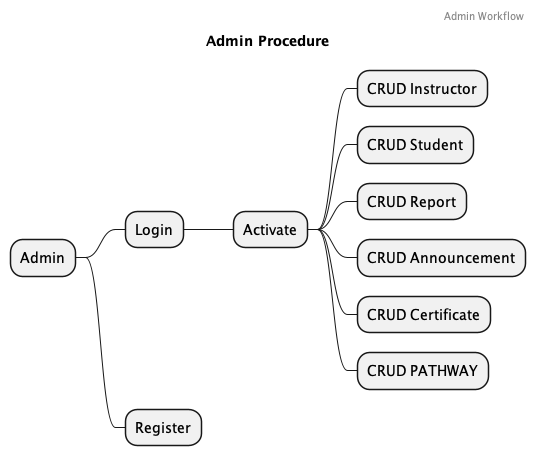 Admin Workflow
Admin Procedure
Admin
Login
Activate
CRUD Instructor
CRUD Student
CRUD Report
CRUD Announcement
CRUD Certificate
CRUD PATHWAY
Register